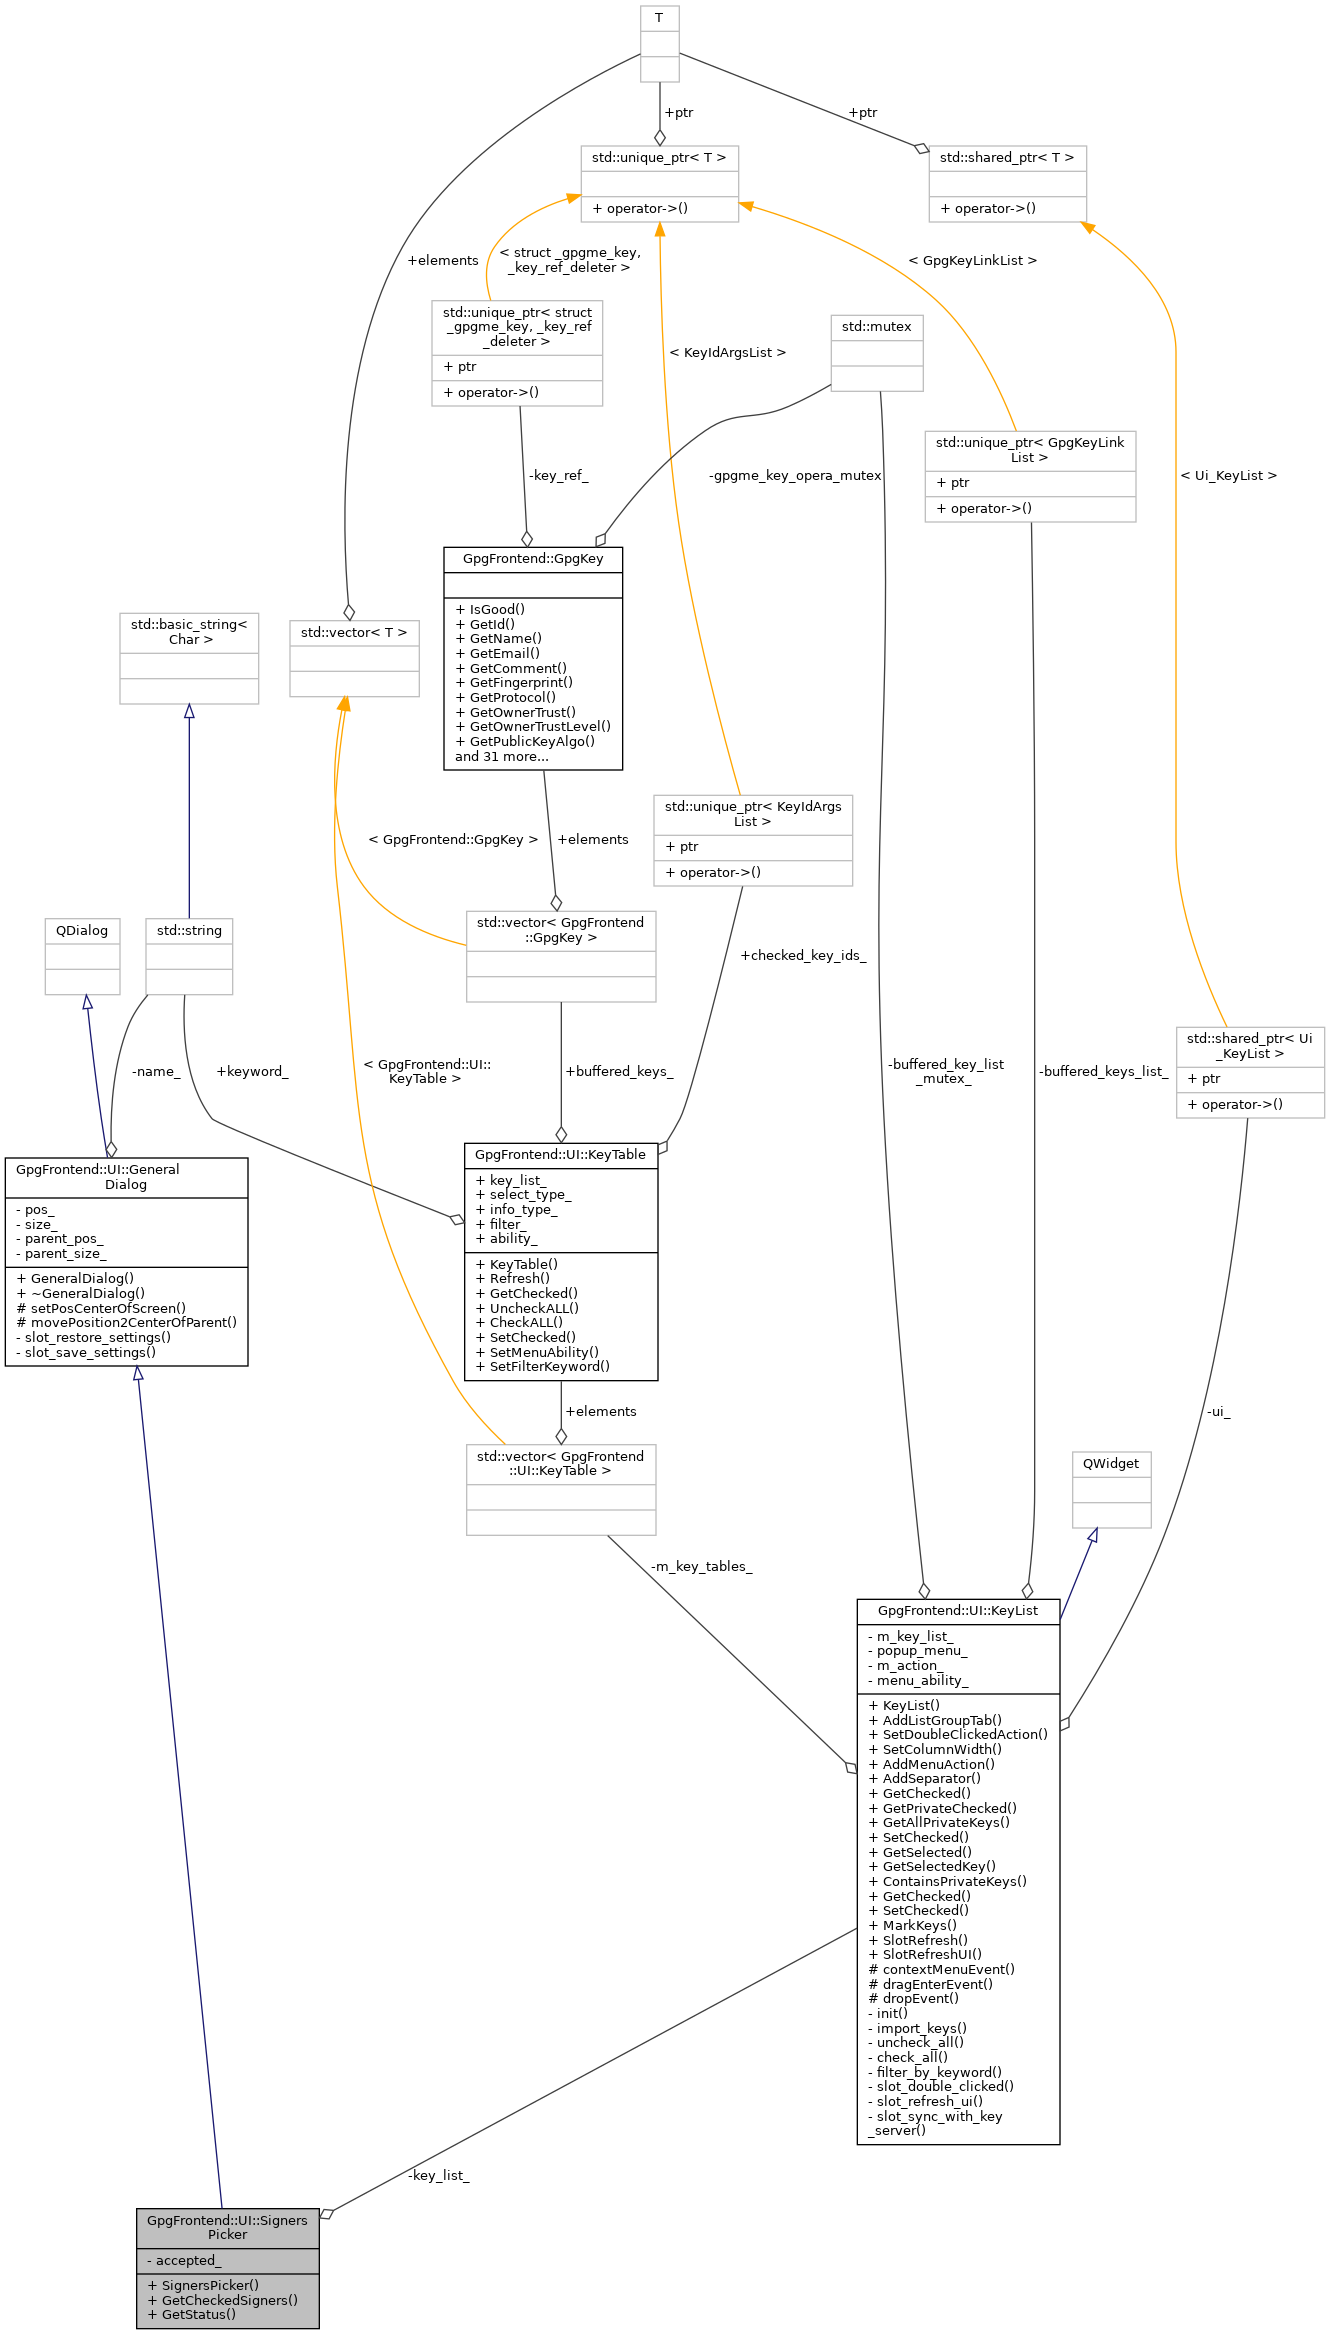 T
+ptr
+ptr
std::unique_ptr< T >
+ operator->()
std::shared_ptr< T >
+ operator->()
+elements
< struct _gpgme_key,
_key_ref_deleter >
< GpgKeyLinkList >
std::unique_ptr< struct
_gpgme_key, _key_ref
_deleter >
+ ptr
+ operator->()
std::mutex
< KeyIdArgsList >
std::unique_ptr< GpgKeyLink
List >
+ ptr
+ operator->()
-key_ref_
-gpgme_key_opera_mutex
< Ui_KeyList >
GpgFrontend::GpgKey
+ IsGood()
+ GetId()
+ GetName()
+ GetEmail()
+ GetComment()
+ GetFingerprint()
+ GetProtocol()
+ GetOwnerTrust()
+ GetOwnerTrustLevel()
+ GetPublicKeyAlgo()
and 31 more...
std::basic_string<
Char >
std::vector< T >
std::unique_ptr< KeyIdArgs
List >
+ ptr
+ operator->()
< GpgFrontend::GpgKey >
+elements
QDialog
std::string
std::vector< GpgFrontend
::GpgKey >
+checked_key_ids_
-name_
+keyword_
< GpgFrontend::UI::
KeyTable >
+buffered_keys_
-buffered_key_list
_mutex_
-buffered_keys_list_
std::shared_ptr< Ui
_KeyList >
+ ptr
+ operator->()
GpgFrontend::UI::General
Dialog
- pos_
- size_
- parent_pos_
- parent_size_
+ GeneralDialog()
+ ~GeneralDialog()
# setPosCenterOfScreen()
# movePosition2CenterOfParent()
- slot_restore_settings()
- slot_save_settings()
GpgFrontend::UI::KeyTable
+ key_list_
+ select_type_
+ info_type_
+ filter_
+ ability_
+ KeyTable()
+ Refresh()
+ GetChecked()
+ UncheckALL()
+ CheckALL()
+ SetChecked()
+ SetMenuAbility()
+ SetFilterKeyword()
+elements
-ui_
std::vector< GpgFrontend
::UI::KeyTable >
QWidget
-m_key_tables_
GpgFrontend::UI::KeyList
- m_key_list_
- popup_menu_
- m_action_
- menu_ability_
+ KeyList()
+ AddListGroupTab()
+ SetDoubleClickedAction()
+ SetColumnWidth()
+ AddMenuAction()
+ AddSeparator()
+ GetChecked()
+ GetPrivateChecked()
+ GetAllPrivateKeys()
+ SetChecked()
+ GetSelected()
+ GetSelectedKey()
+ ContainsPrivateKeys()
+ GetChecked()
+ SetChecked()
+ MarkKeys()
+ SlotRefresh()
+ SlotRefreshUI()
# contextMenuEvent()
# dragEnterEvent()
# dropEvent()
- init()
- import_keys()
- uncheck_all()
- check_all()
- filter_by_keyword()
- slot_double_clicked()
- slot_refresh_ui()
- slot_sync_with_key
_server()
-key_list_
GpgFrontend::UI::Signers
Picker
- accepted_
+ SignersPicker()
+ GetCheckedSigners()
+ GetStatus()